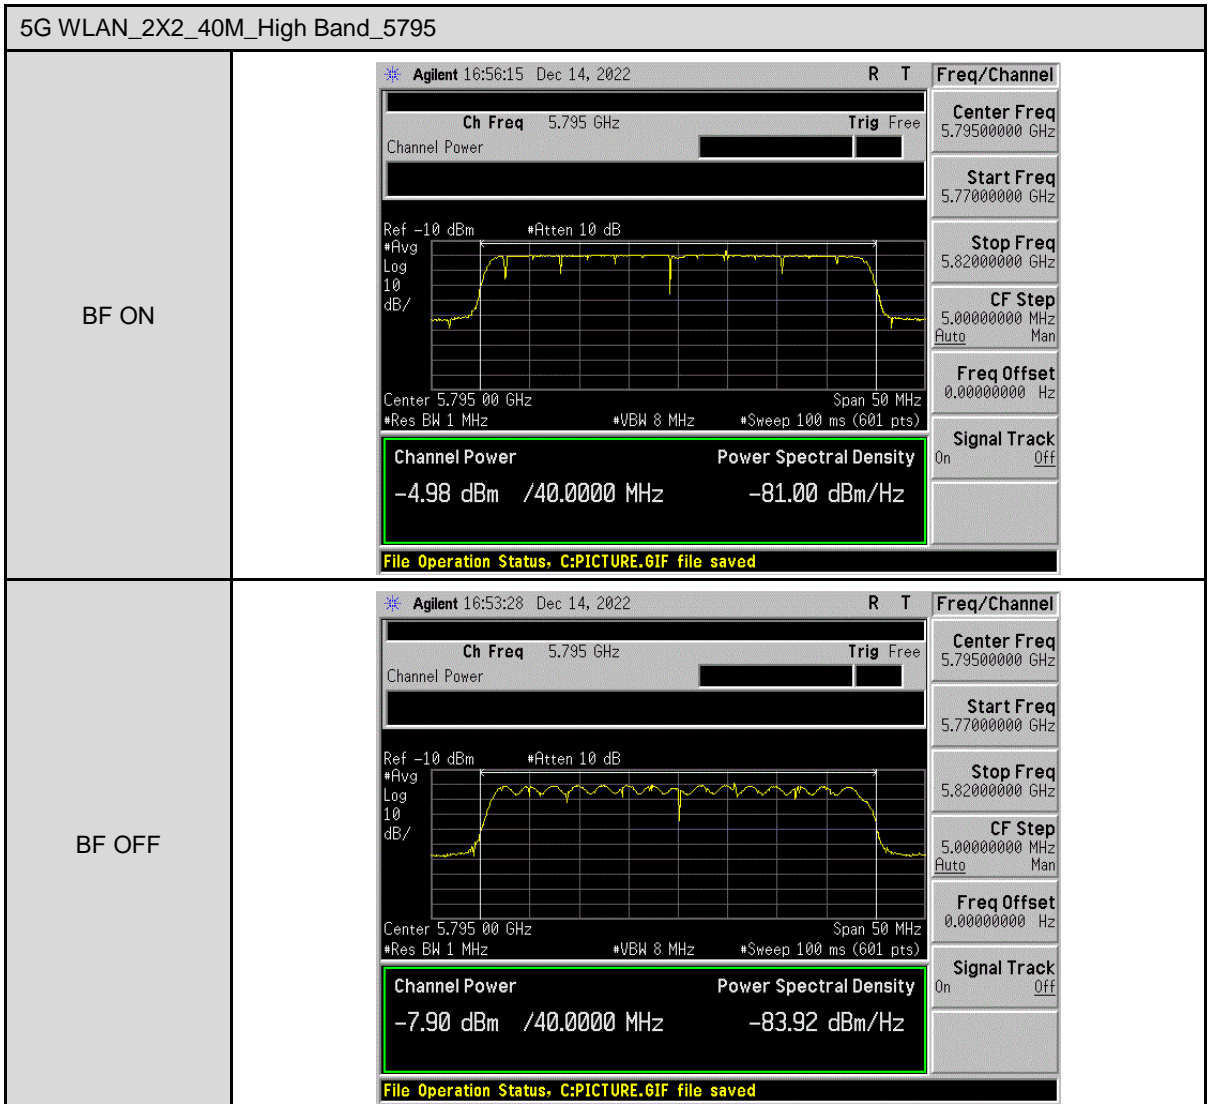 5G WLAN_2X2_40M_High Band_5795
BF ON
Agilent 16:56:15 Dec 14, 2022 R T Freq/Channel
Ch Freq 5.795 GHz Trig Free
Channel Power
Center Freq
5.79500000 GHz
Start Freq
5.77000000 GHz
Stop Freq
5.82000000 GHz
CF Step
5.00000000 MHz
Auto Man
Freq Offset
0.00000000 Hz
Signal Track
On Off
Ref -10 dBm #Atten 10 dB
#Avg
Log
10
dB/
Center 5.795 00 GHz Span 50 MHz
#Res BW 1 MHz #VBW 8 MHz #Sweep 100 ms (601 pts)
Channel Power Power Spectral Density
-4.98 dBm /40.0000 MHz -81.00 dBm/Hz
File Operation Status, C:PICTURE.GIF file saved
BF OFF
Agilent 16:53:28 Dec 14, 2022 R T Freq/Channel
Ch Freq 5.795 GHz Trig Free
Channel Power
Center Freq
5.79500000 GHz
Start Freq
5.77000000 GHz
Stop Freq
5.82000000 GHz
CF Step
5.00000000 MHz
Auto Man
Freq Offset
0.00000000 Hz
Signal Track
On Off
Ref -10 dBm #Atten 10 dB
#Avg
Log
10
dB/
Center 5.795 00 GHz Span 50 MHz
#Res BW 1 MHz #VBW 8 MHz #Sweep 100 ms (601 pts)
Channel Power Power Spectral Density
-7.90 dBm /40.0000 MHz -83.92 dBm/Hz
File Operation Status, C:PICTURE.GIF file saved